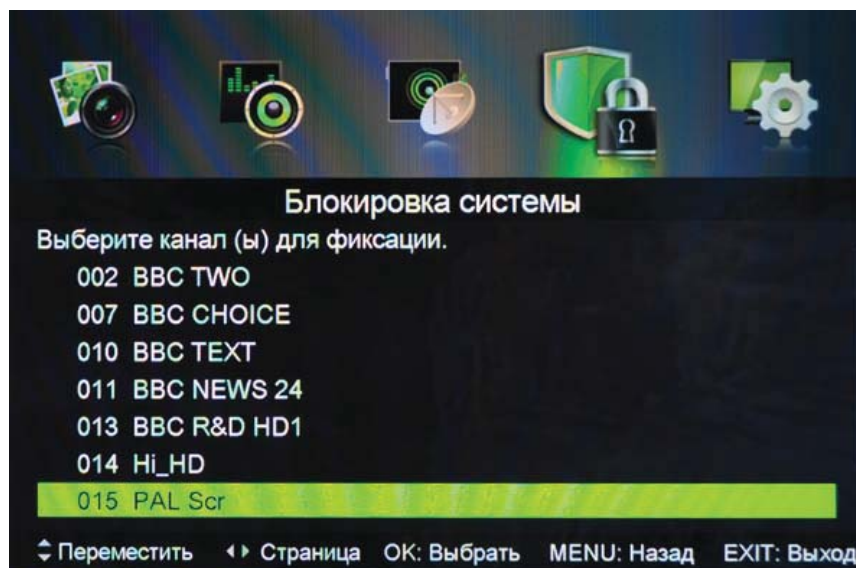 Блокировка системы
Выберите канал (ы) для фиксации.
002 BBC TWO
007 BBC CHOICE
010 BBC TEXT
011 BBC NEWS 24
013 BBC R&D HD1
014 Hi_HD
015 PAL Scr
Переместить Страница OK: Выбрать MENU: Назад EXIT: Выход